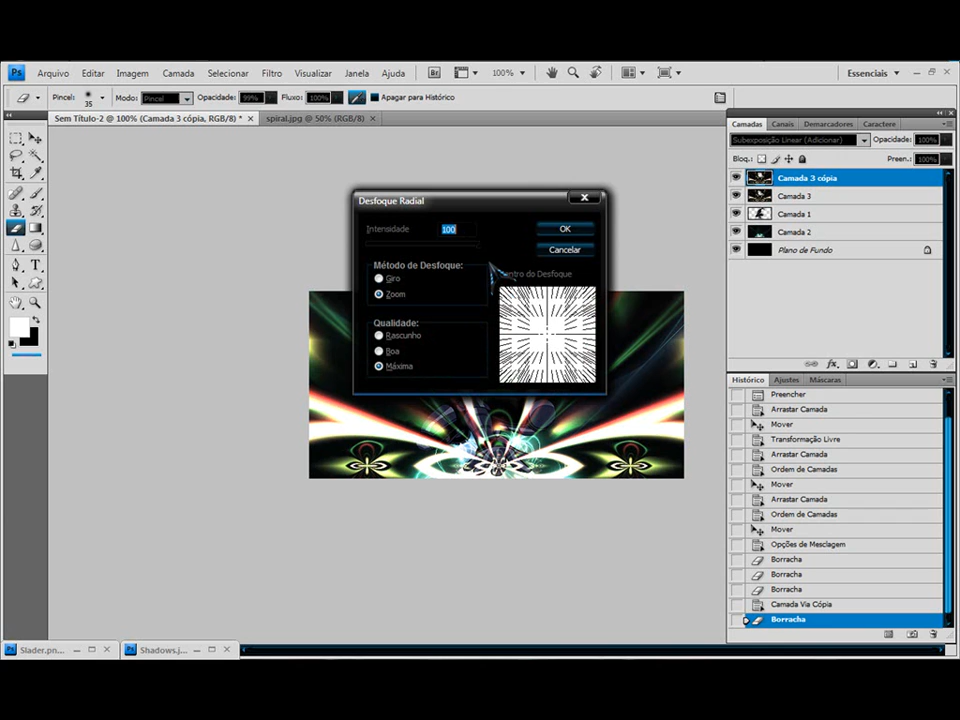 Ps Arquivo Editar Imagem Camada Selecionar Filtro Visualizar Janela Ajuda Br 100% Essenciais
Pincel: 35 Modo: Pincel Opacidade: 99% Fluxo: 100% Apagar para Histórico
Sem Título-2 @ 100% (Camada 3 cópia, RGB/8) * spiral.jpg @ 50% (RGB/8)
Desfoque Radial
Intensidade 100
OK
Cancelar
Método de Desfoque:
Giro
Zoom
entro do Desfoque
Qualidade:
Rascunho
Boa
Máxima
Camadas Canais Demarcadores Caractere
Subexposição Linear (Adicionar) Opacidade: 100%
Bloq.: Preen.: 100%
Camada 3 cópia
Camada 3
Camada 1
Camada 2
Plano de Fundo
fx
Histórico Ajustes Máscaras
Preencher
Arrastar Camada
Mover
Transformação Livre
Arrastar Camada
Ordem de Camadas
Mover
Arrastar Camada
Ordem de Camadas
Mover
Opções de Mesclagem
Borracha
Borracha
Borracha
Camada Via Cópia
Borracha
Ps Slader.pn... Ps Shadows.j...